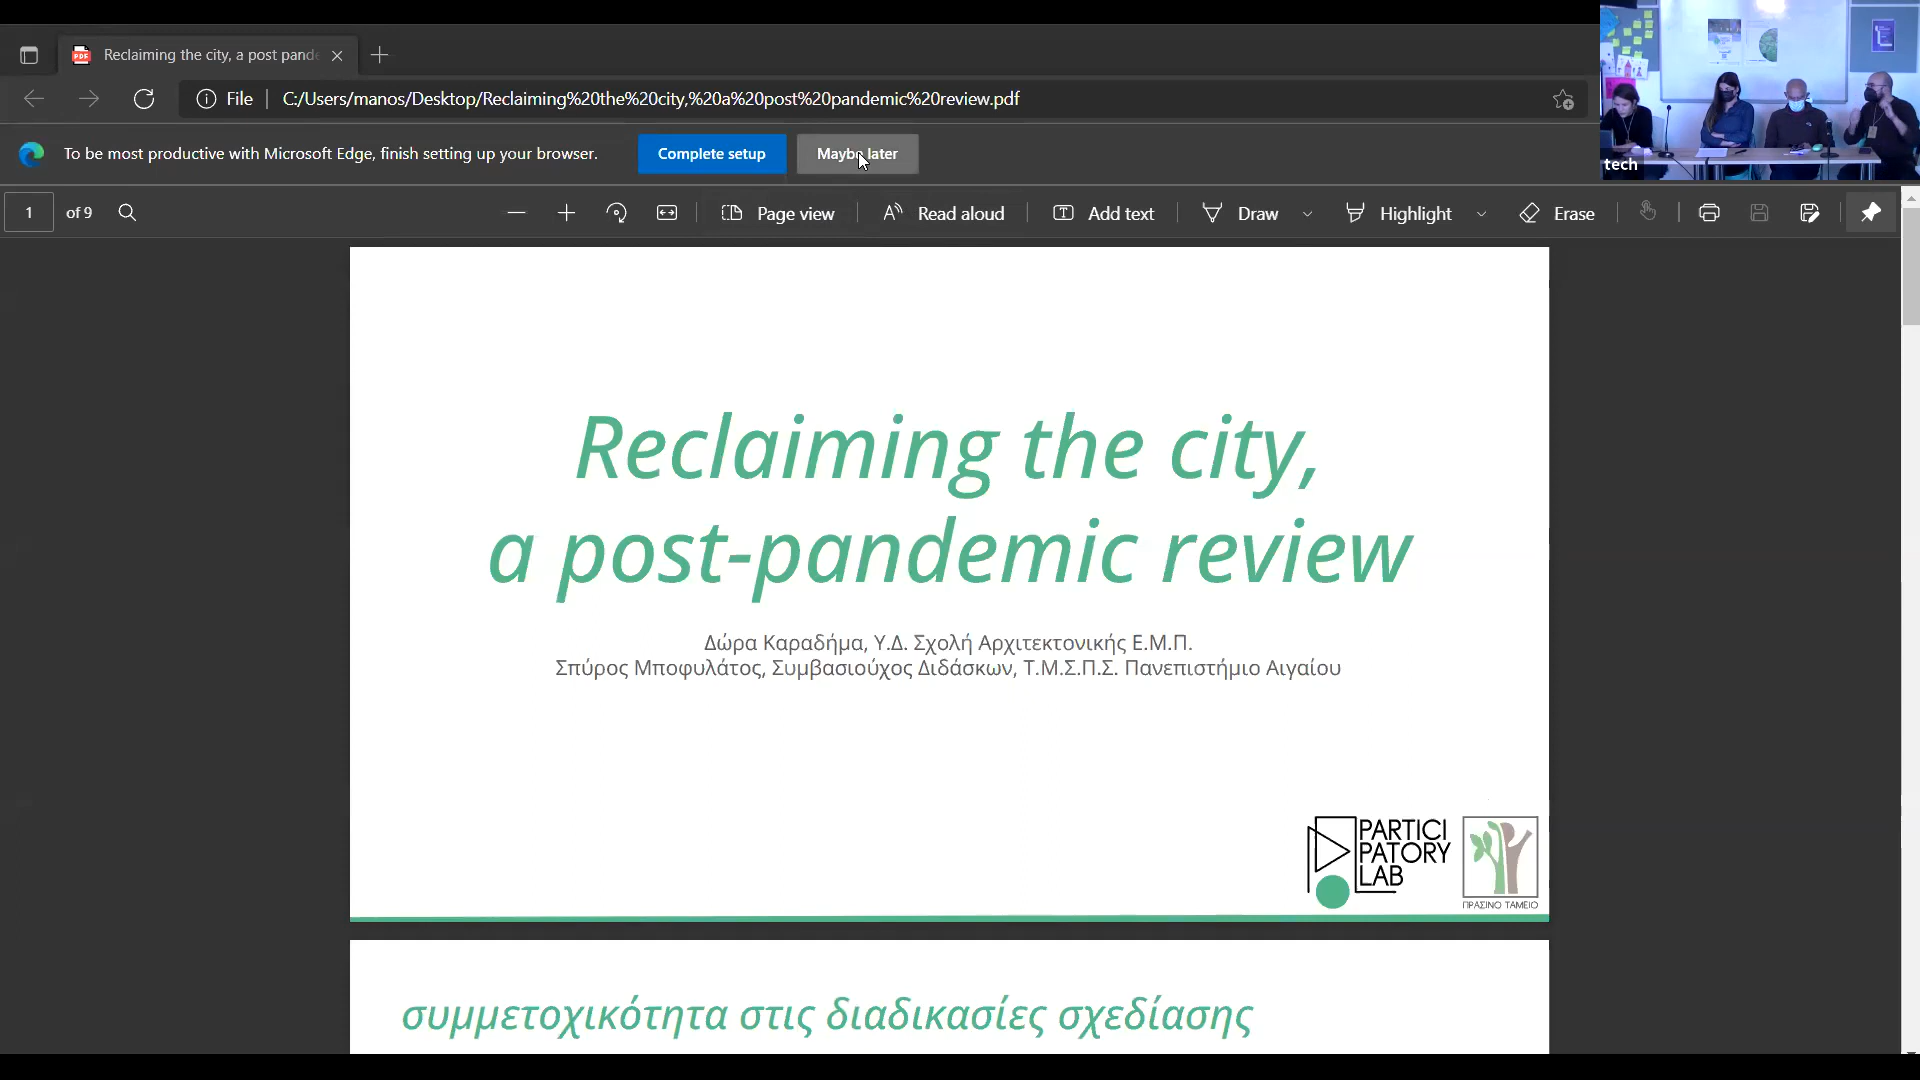 Reclaiming the city, a post pande
File
C:/Users/manos/Desktop/Reclaiming%20the%20city,%20a%20post%20pandemic%20review.pdf
To be most productive with Microsoft Edge, finish setting up your browser.
Complete setup
Maybe later
tech
1 of 9
Page view
Read aloud
Add text
Draw
Highlight
Erase
Reclaiming the city,
a post-pandemic review
Δώρα Καραδήμα, Υ.Δ. Σχολή Αρχιτεκτονικής Ε.Μ.Π.
Σπύρος Μποφυλάτος, Συμβασιούχος Διδάσκων, Τ.Μ.Σ.Π.Σ. Πανεπιστήμιο Αιγαίου
PARTICI
PATORY
LAB
ΠΡΑΣΙΝΟ ΤΑΜΕΙΟ
συμμετοχικότητα στις διαδικασίες σχεδίασης